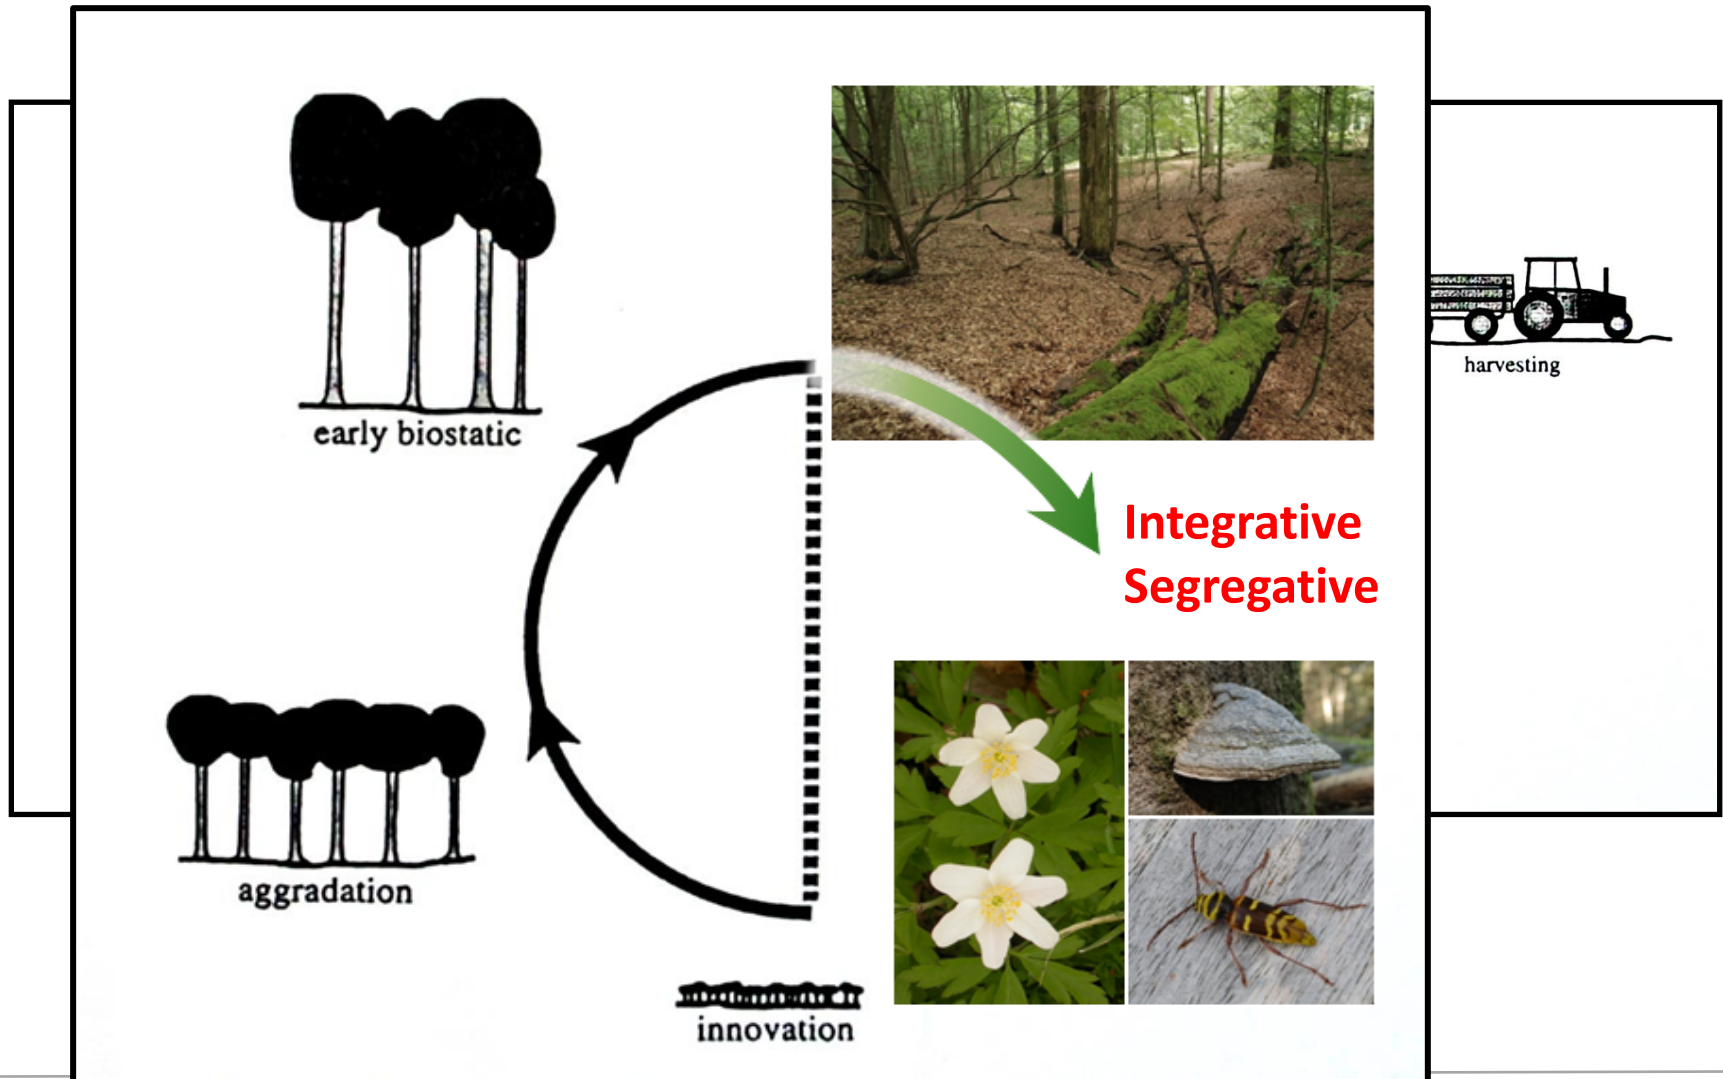 early biostatic
harvesting
Integrative
Segregative
aggradation
innovation